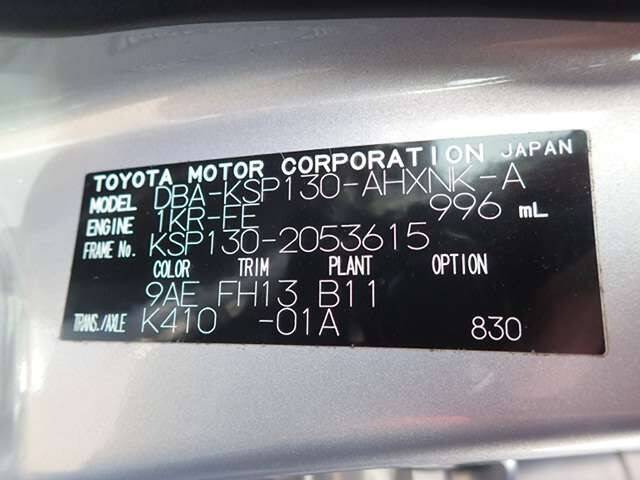 TOYOTA MOTOR CORPORATION JAPAN
MODEL DBA-KSP130-AHXNK-A
ENGINE 1KR-FE 996 mL
FRAME No. KSP130-2053615
COLOR TRIM PLANT OPTION
9AE FH13 B11
TRANS./AXLE K410 -01A 830